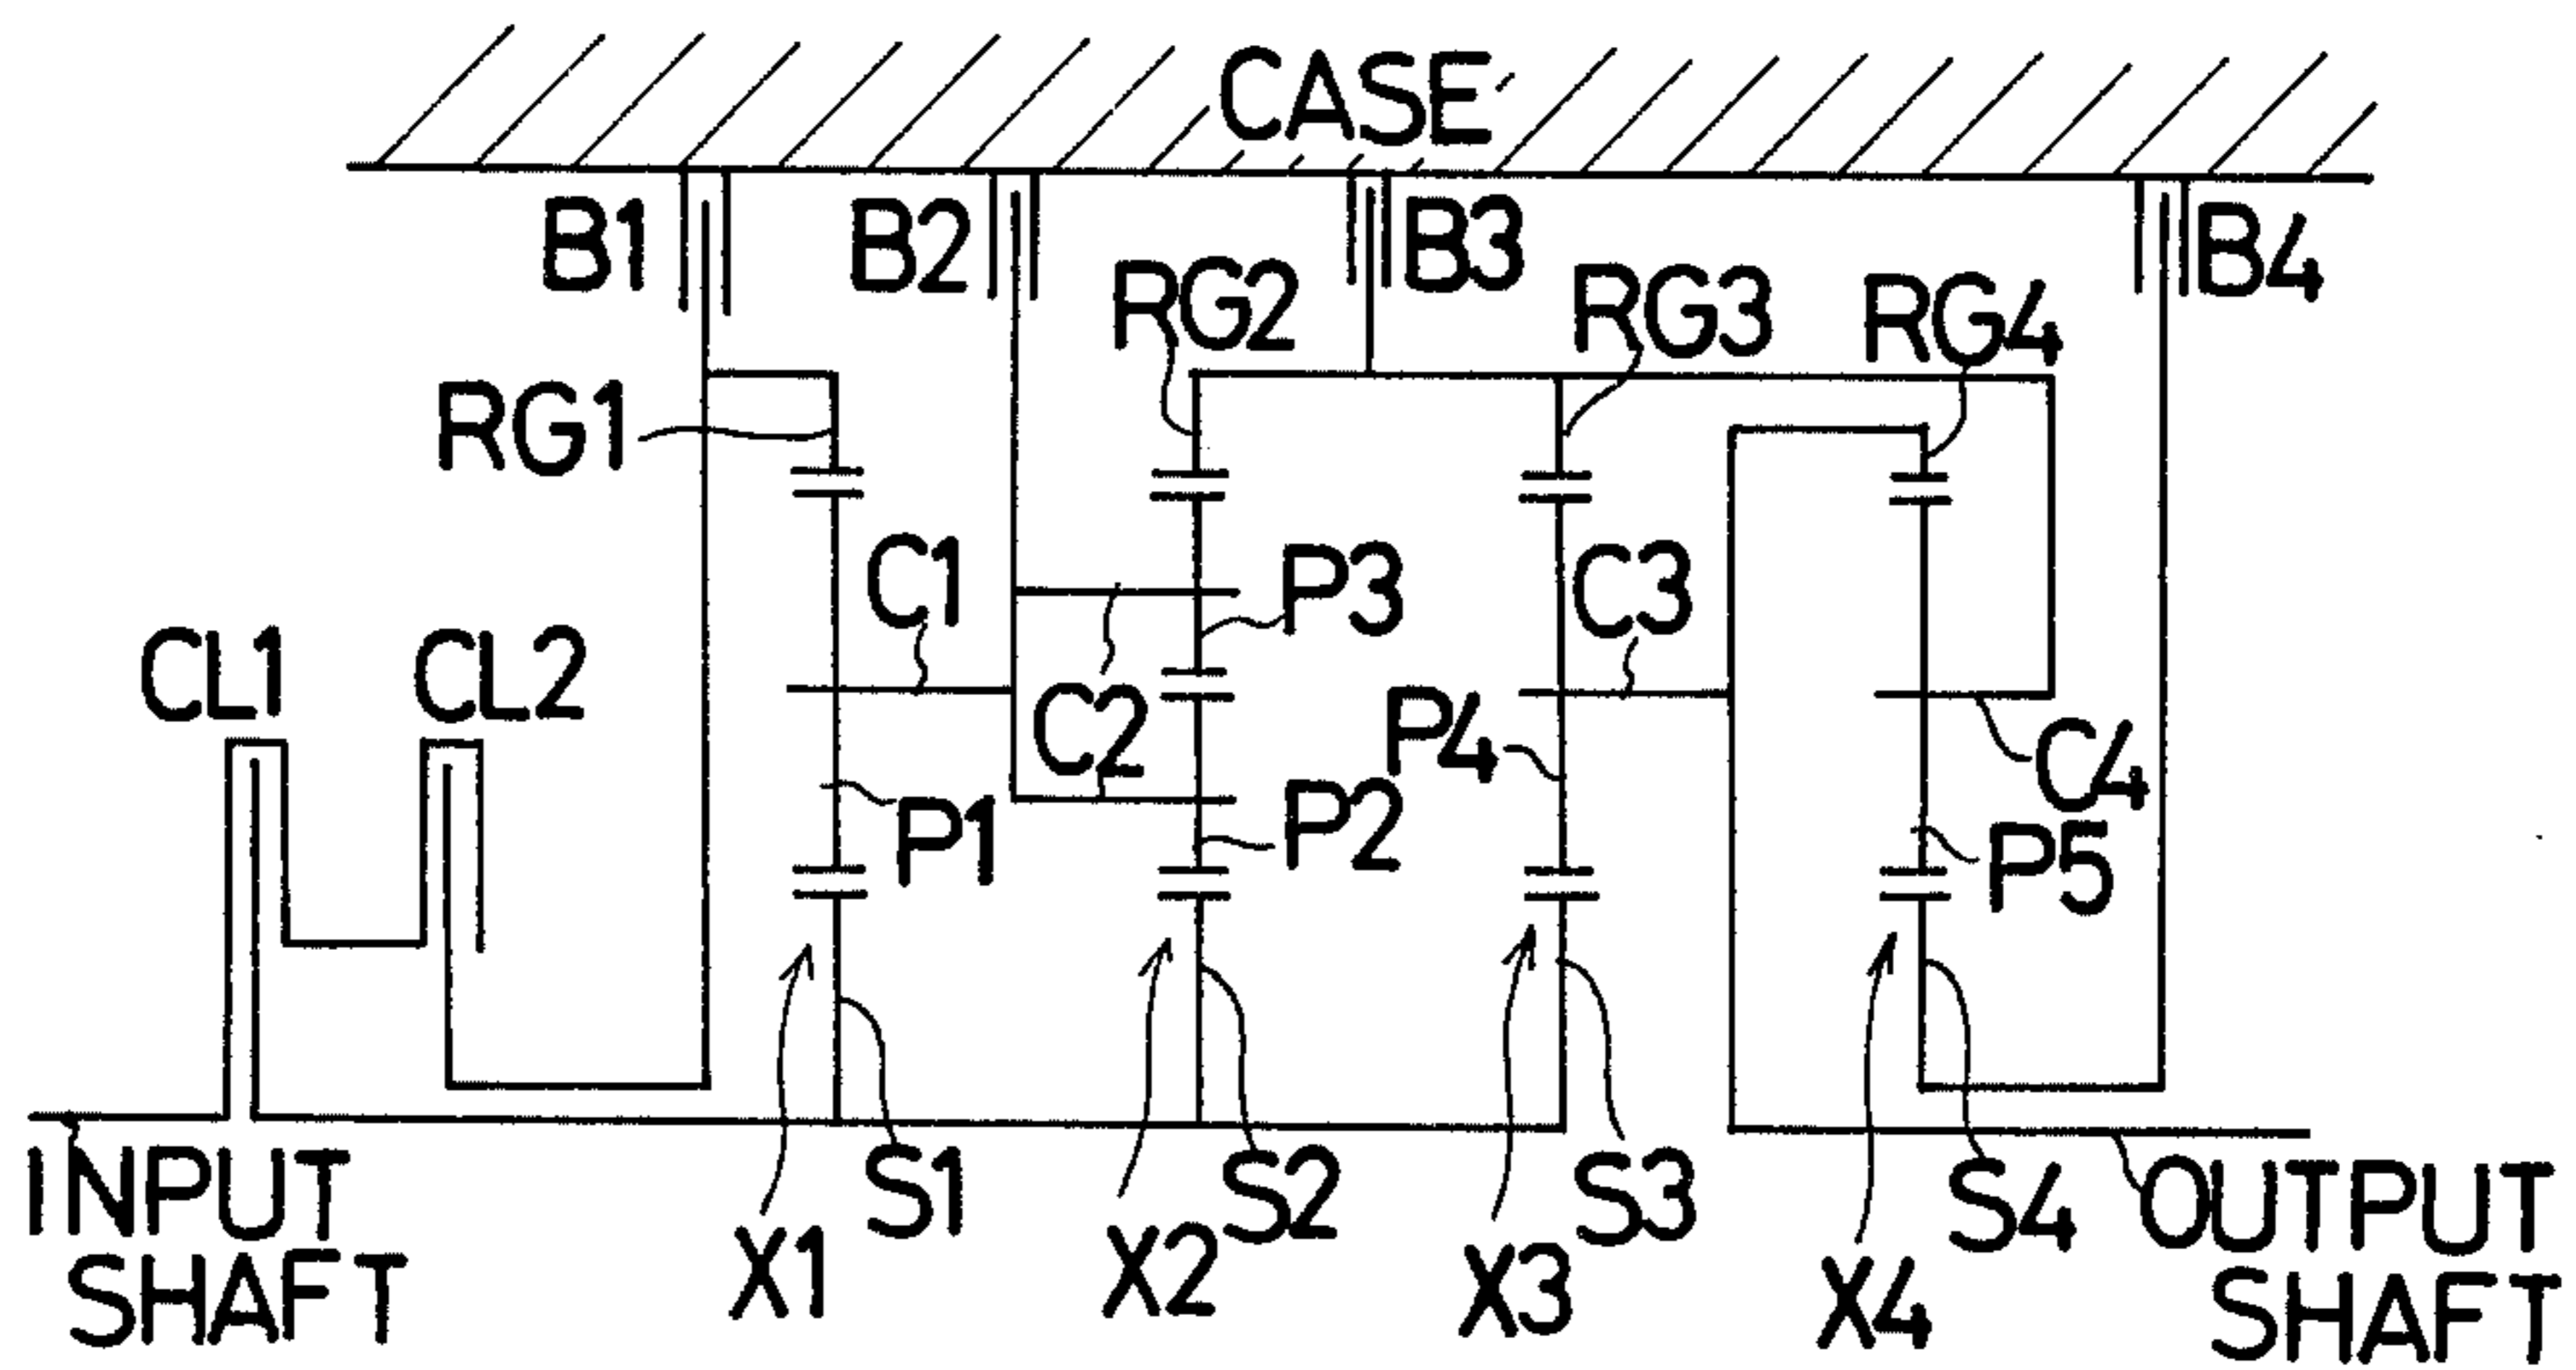 CASE
B1 B2 B3 B4
RG2 RG3 RG4
RG1
C1 P3 C3
CL1 CL2
C2 P4 C4
P1 P2 P5
INPUT SHAFT
S1 S2 S3 S4
X1 X2 X3 X4
OUTPUT SHAFT